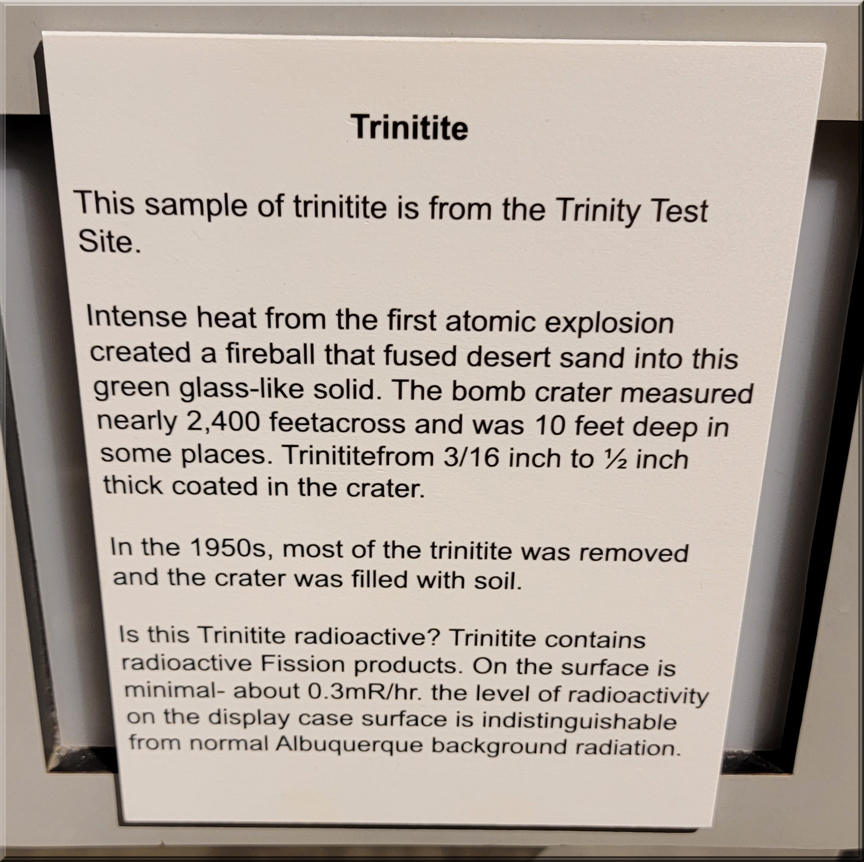 Trinitite
This sample of trinitite is from the Trinity Test
Site.
Intense heat from the first atomic explosion
created a fireball that fused desert sand into this
green glass-like solid. The bomb crater measured
nearly 2,400 feetacross and was 10 feet deep in
some places. Trinititefrom 3/16 inch to ½ inch
thick coated in the crater.
In the 1950s, most of the trinitite was removed
and the crater was filled with soil.
Is this Trinitite radioactive? Trinitite contains
radioactive Fission products. On the surface is
minimal- about 0.3mR/hr. the level of radioactivity
on the display case surface is indistinguishable
from normal Albuquerque background radiation.